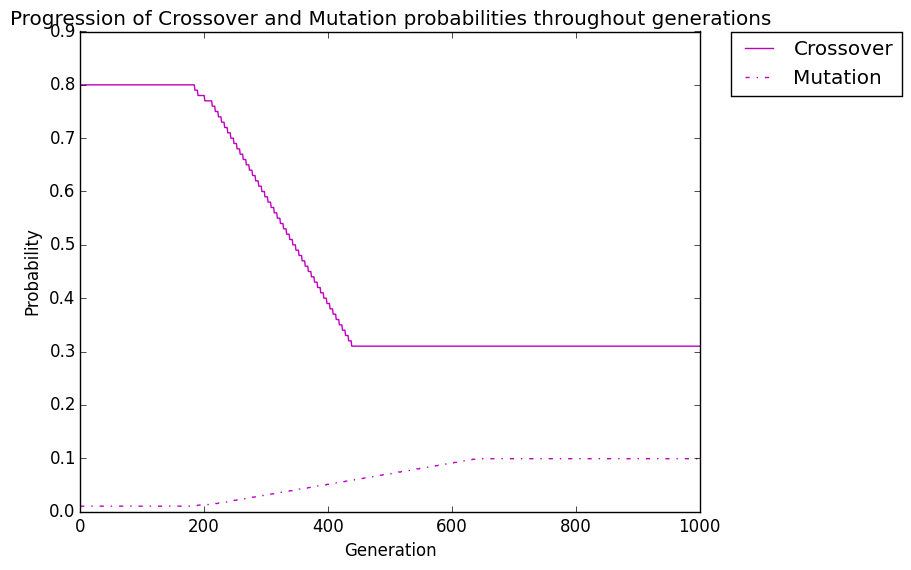 Progression of Crossover and Mutation probabilities throughout generations
0.9
0.8
0.7
0.6
0.5
0.4
0.3
0.2
0.1
0.0
Probability
0 200 400 600 800 1000
Generation
Crossover
Mutation